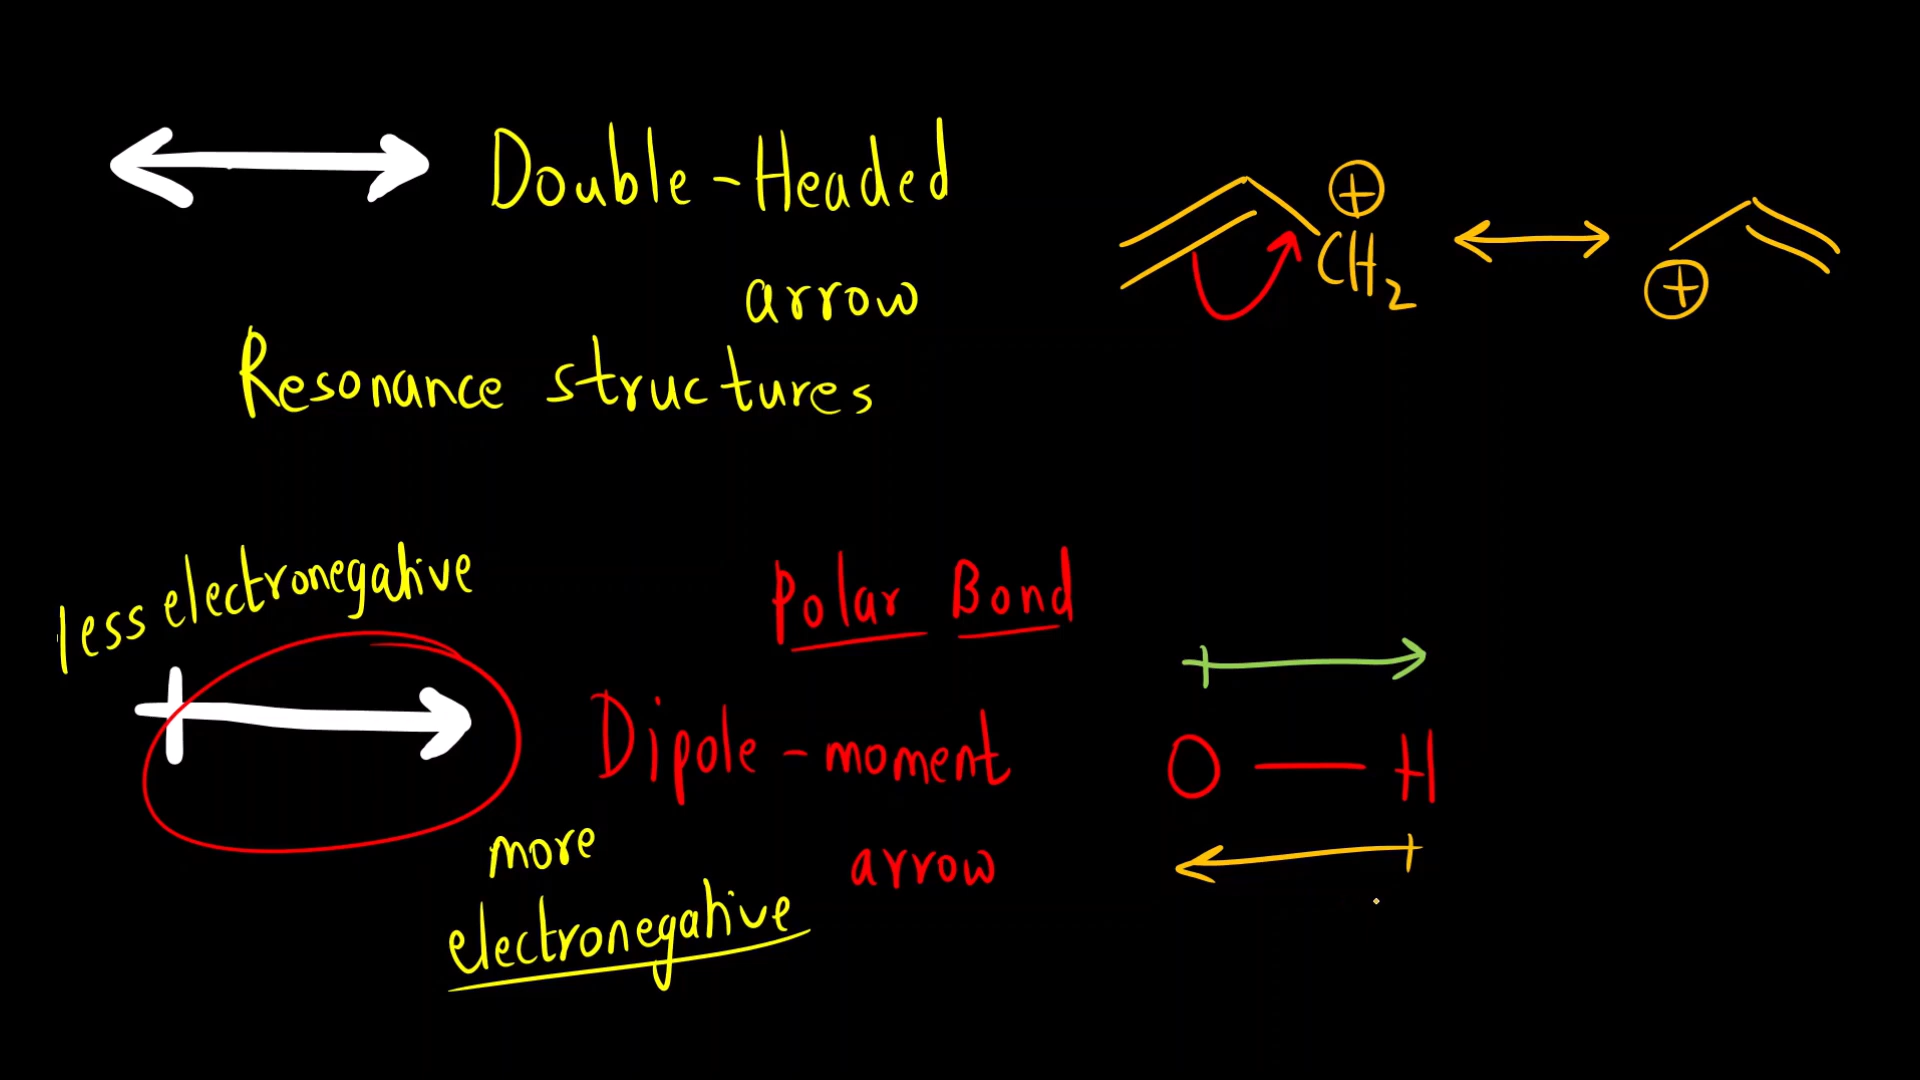 Double-Headed
arrow
Resonance structures
⊕
CH₂
⊕
less electronegative
Polar Bond
Dipole-moment
arrow
O — H
more
electronegative